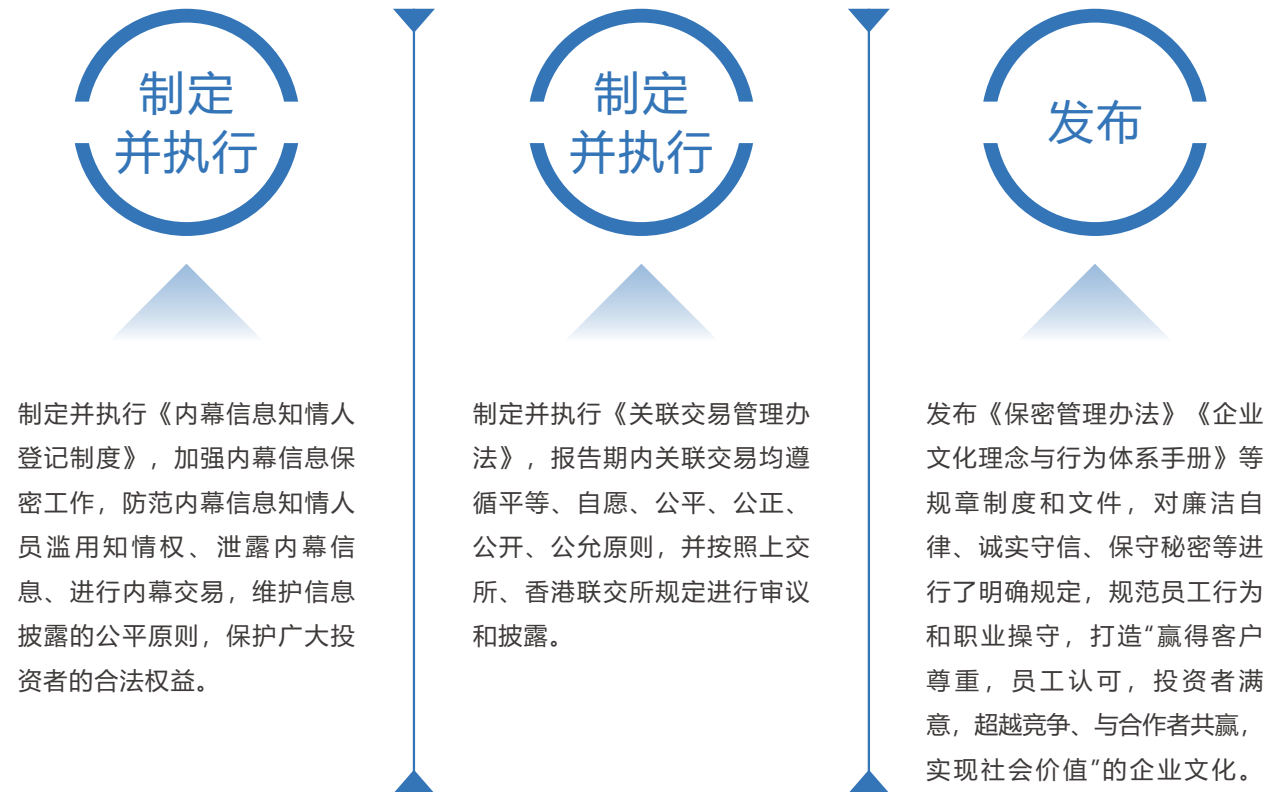 制定
并执行
制定并执行《内幕信息知情人
登记制度》，加强内幕信息保
密工作，防范内幕信息知情人
员滥用知情权、泄露内幕信
息、进行内幕交易，维护信息
披露的公平原则，保护广大投
资者的合法权益。
制定
并执行
制定并执行《关联交易管理办
法》，报告期内关联交易均遵
循平等、自愿、公平、公正、
公开、公允原则，并按照上交
所、香港联交所规定进行审议
和披露。
发布
发布《保密管理办法》《企业
文化理念与行为体系手册》等
规章制度和文件，对廉洁自
律、诚实守信、保守秘密等进
行了明确规定，规范员工行为
和职业操守，打造“赢得客户
尊重，员工认可，投资者满
意，超越竞争、与合作者共赢，
实现社会价值”的企业文化。